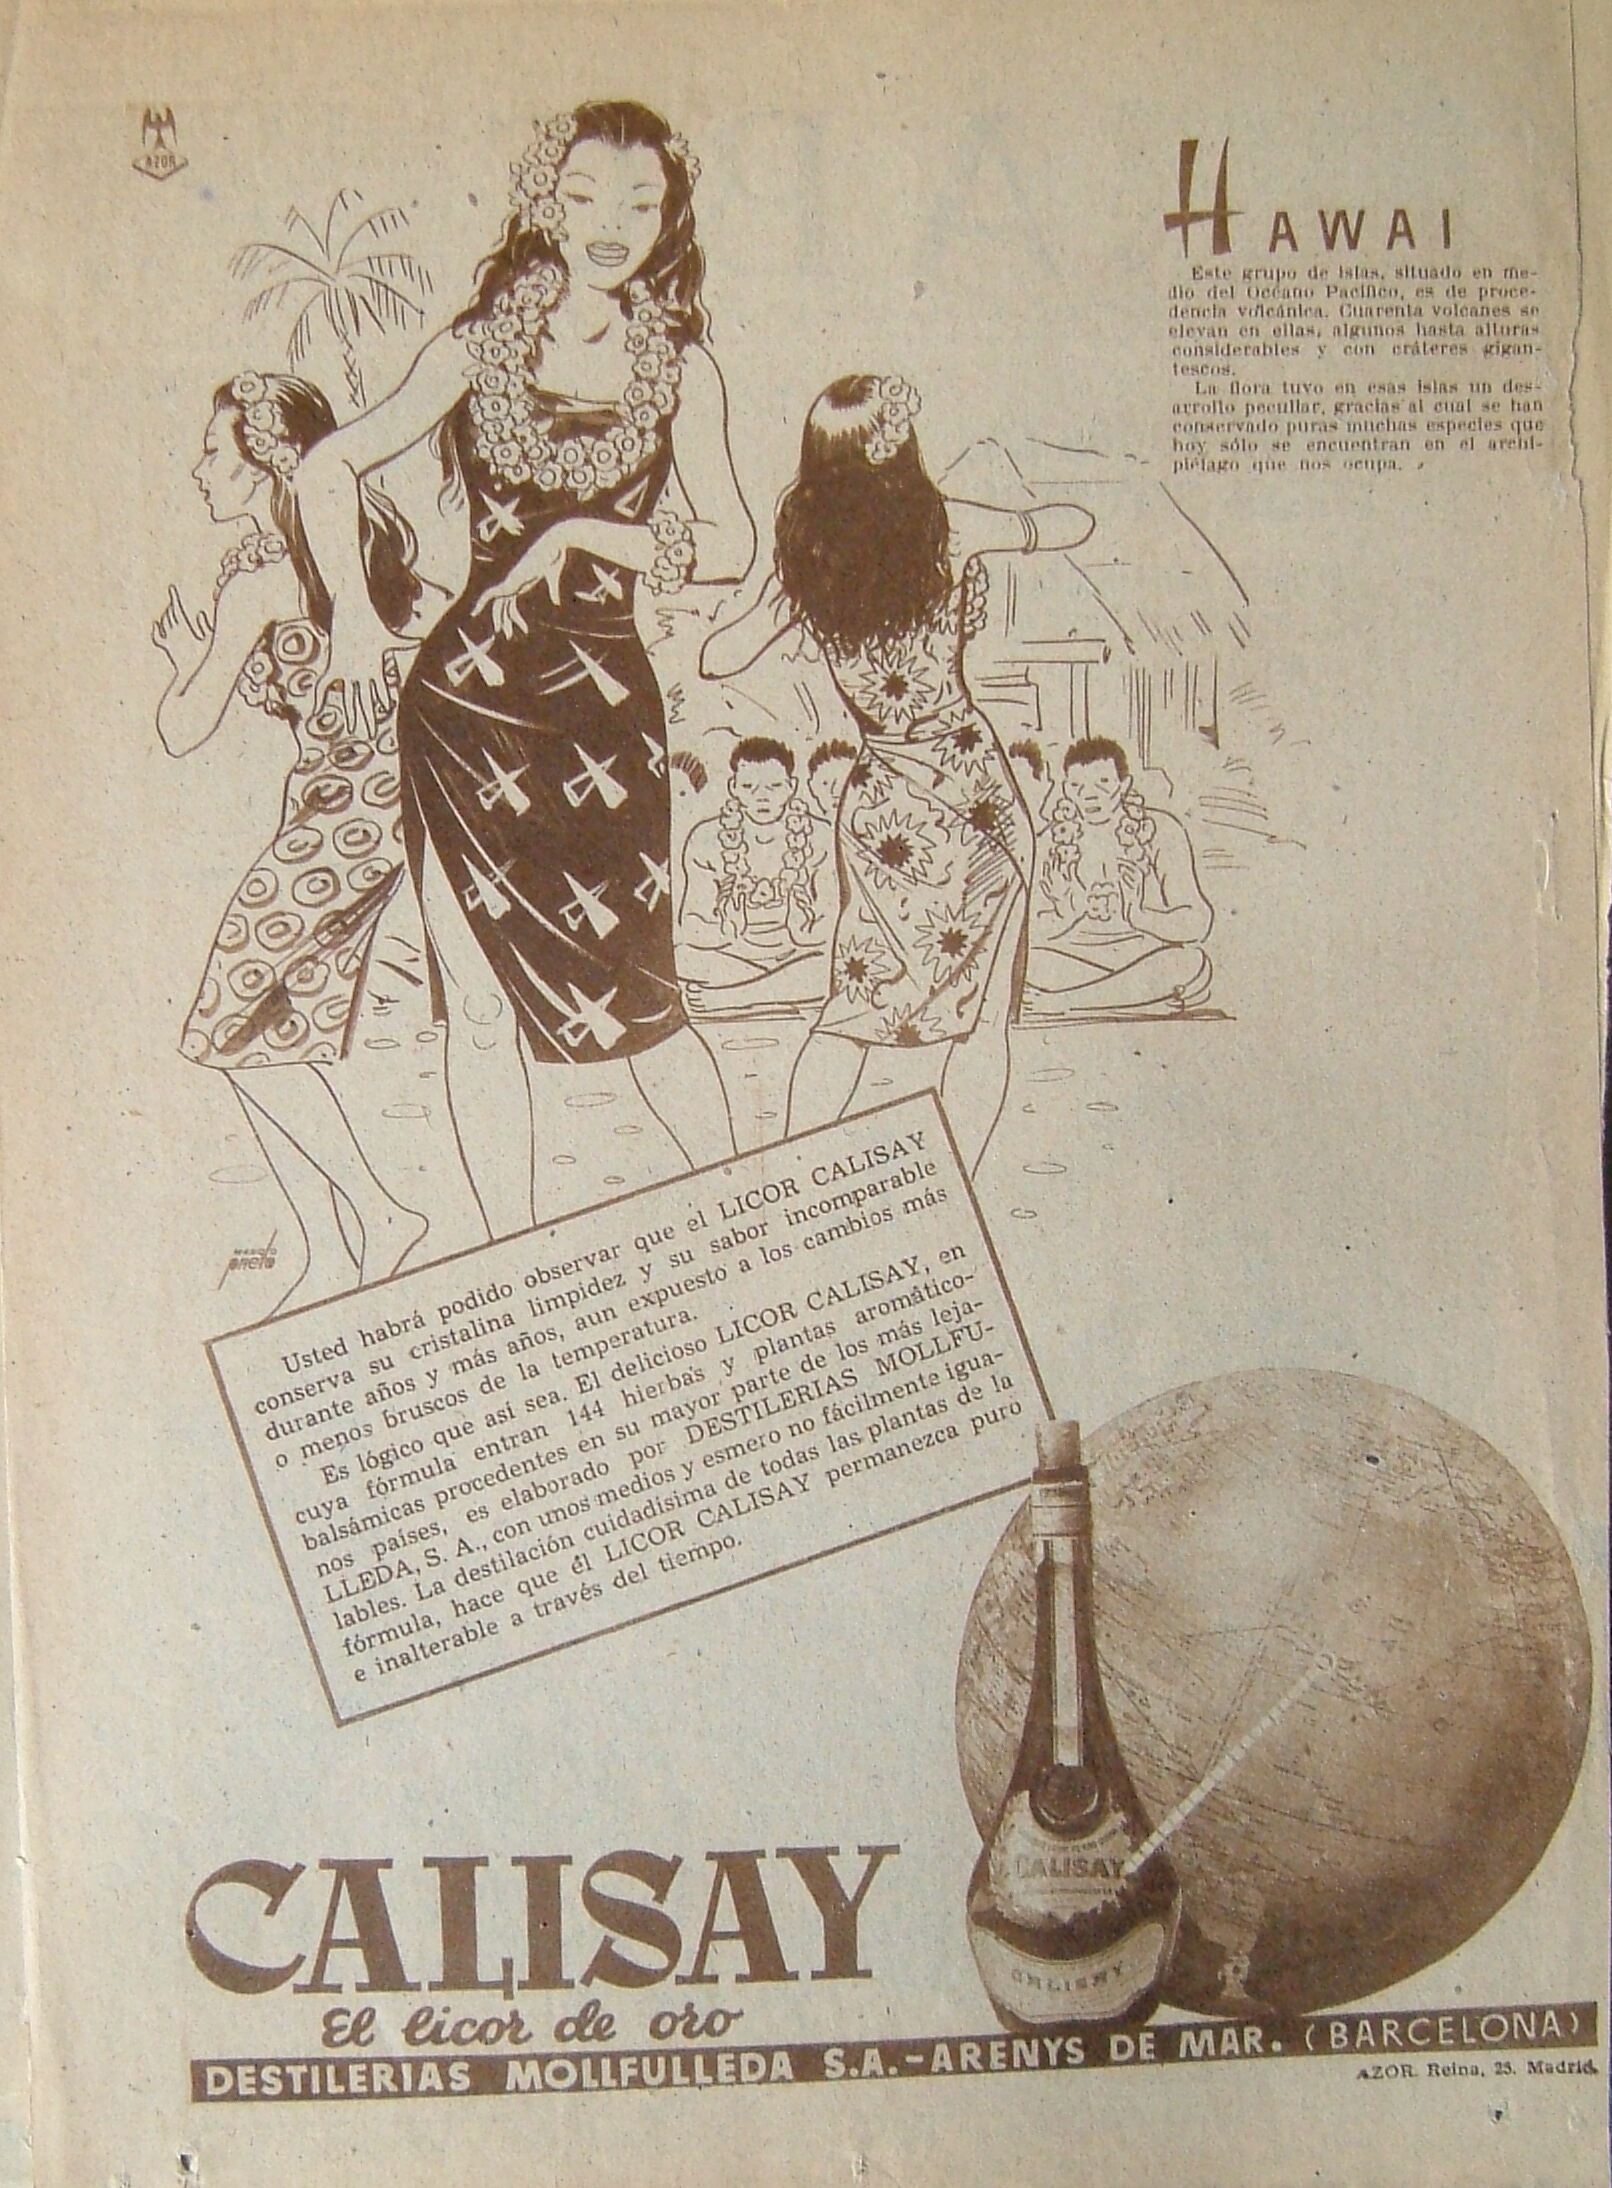 AZOR
HAWAI
Este grupo de islas, situado en me-
dio del Océano Pacífico, es de proce-
dencia volcánica. Cuarenta volcanes se
elevan en ellas, algunos hasta alturas
considerables y con cráteres gigan-
tescos.
La flora tuvo en esas islas un des-
arrollo peculiar, gracias al cual se han
conservado puras muchas especies que
hoy sólo se encuentran en el archi-
piélago que nos ocupa.
MANOLO
prieto
Usted habrá podido observar que el LICOR CALISAY
conserva su cristalina limpidez y su sabor incomparable
durante años y más años, aun expuesto a los cambios más
o menos bruscos de la temperatura.
Es lógico que así sea. El delicioso LICOR CALISAY, en
cuya fórmula entran 144 hierbas y plantas aromático-
balsámicas procedentes en su mayor parte de los más leja-
nos países, es elaborado por DESTILERIAS MOLLFU-
LLEDA, S. A., con unos medios y esmero no fácilmente igua-
lables. La destilación cuidadísima de todas las plantas de la
fórmula, hace que él LICOR CALISAY permanezca puro
e inalterable a través del tiempo.
CALISAY
CALISAY
CALISAY
El licor de oro
DESTILERIAS MOLLFULLEDA S.A.-ARENYS DE MAR. (BARCELONA)
AZOR. Reina, 25. Madrid.